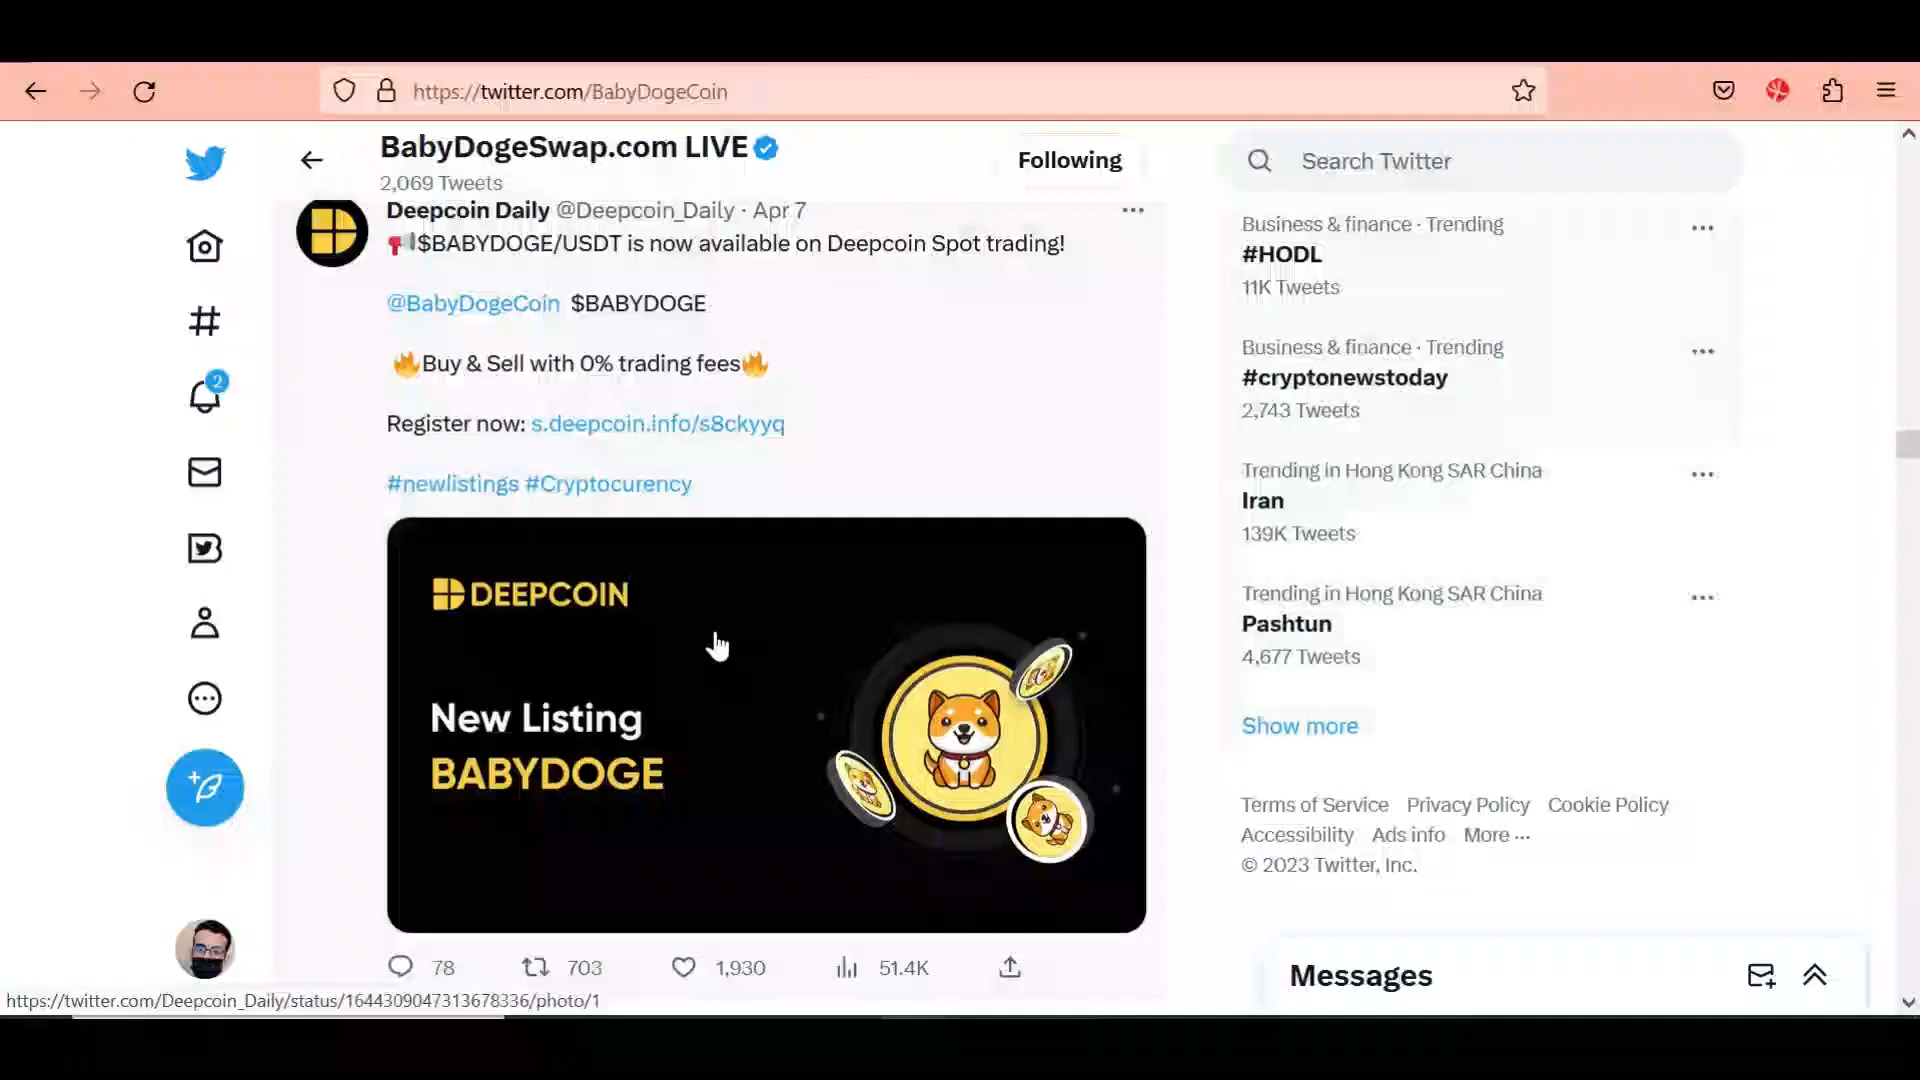 https://twitter.com/BabyDogeCoin
BabyDogeSwap.com LIVE
2,069 Tweets
Following
Search Twitter
Deepcoin Daily @Deepcoin_Daily · Apr 7
$BABYDOGE/USDT is now available on Deepcoin Spot trading!
@BabyDogeCoin $BABYDOGE
🔥Buy & Sell with 0% trading fees🔥
Register now: s.deepcoin.info/s8ckyyq
#newlistings #Cryptocurency
DEEPCOIN
New Listing
BABYDOGE
78 703 1,930 51.4K
2
Business & finance · Trending
#HODL
11K Tweets
Business & finance · Trending
#cryptonewstoday
2,743 Tweets
Trending in Hong Kong SAR China
Iran
139K Tweets
Trending in Hong Kong SAR China
Pashtun
4,677 Tweets
Show more
Terms of Service Privacy Policy Cookie Policy
Accessibility Ads info More ···
© 2023 Twitter, Inc.
Messages
https://twitter.com/Deepcoin_Daily/status/1644309047313678336/photo/1